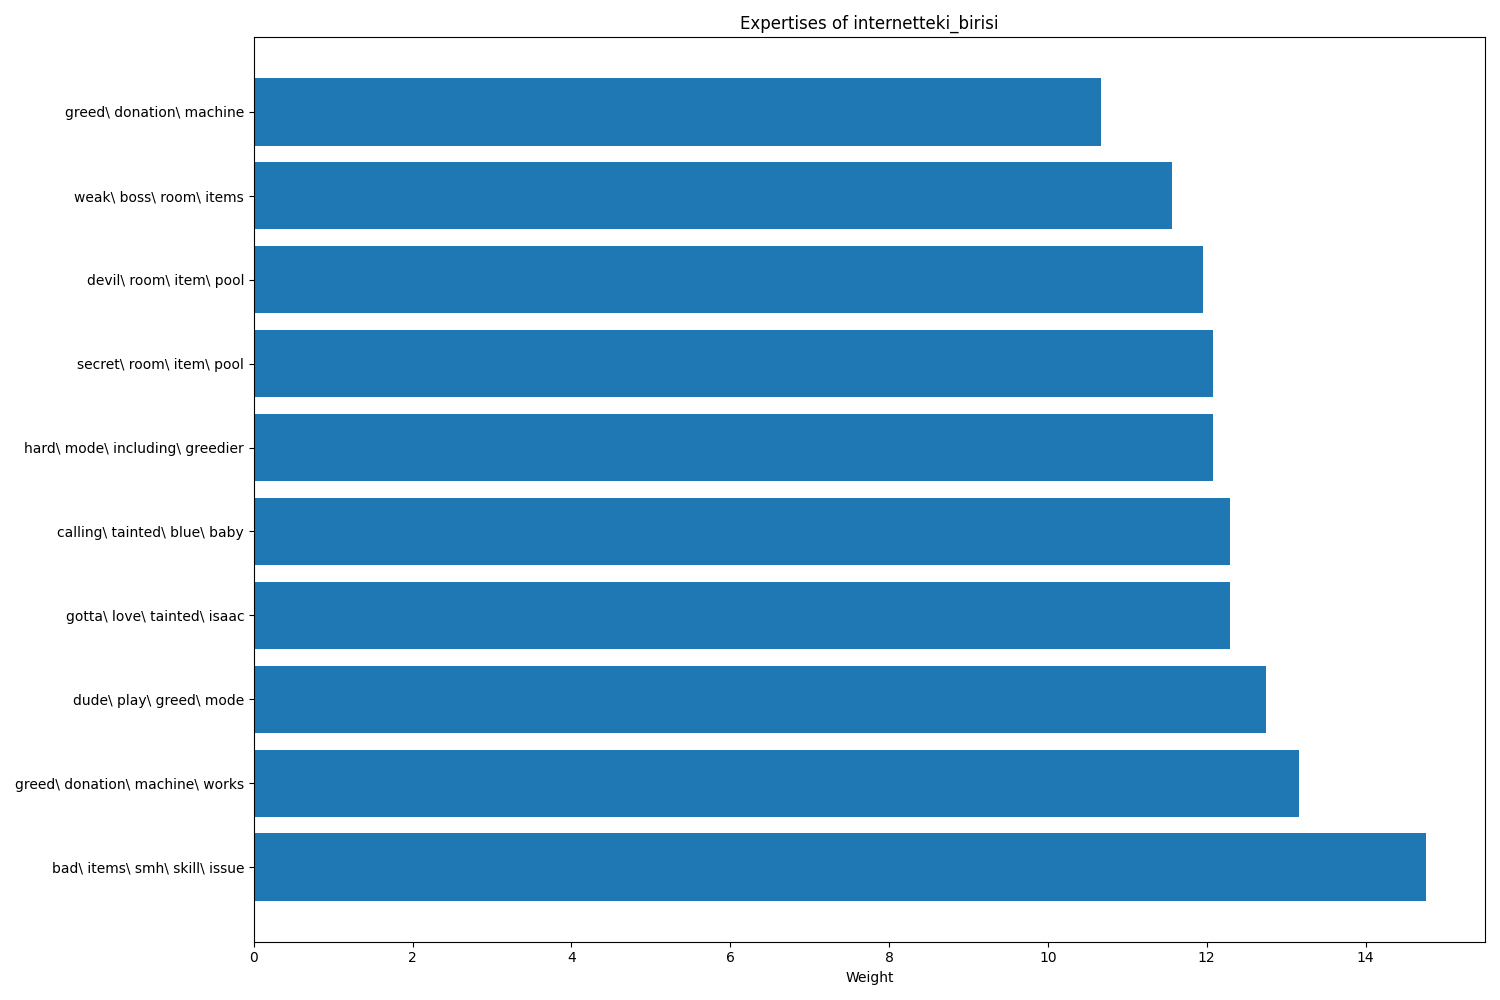 Expertises of internetteki_birisi
greed\ donation\ machine
weak\ boss\ room\ items
devil\ room\ item\ pool
secret\ room\ item\ pool
hard\ mode\ including\ greedier
calling\ tainted\ blue\ baby
gotta\ love\ tainted\ isaac
dude\ play\ greed\ mode
greed\ donation\ machine\ works
bad\ items\ smh\ skill\ issue
0 2 4 6 8 10 12 14
Weight